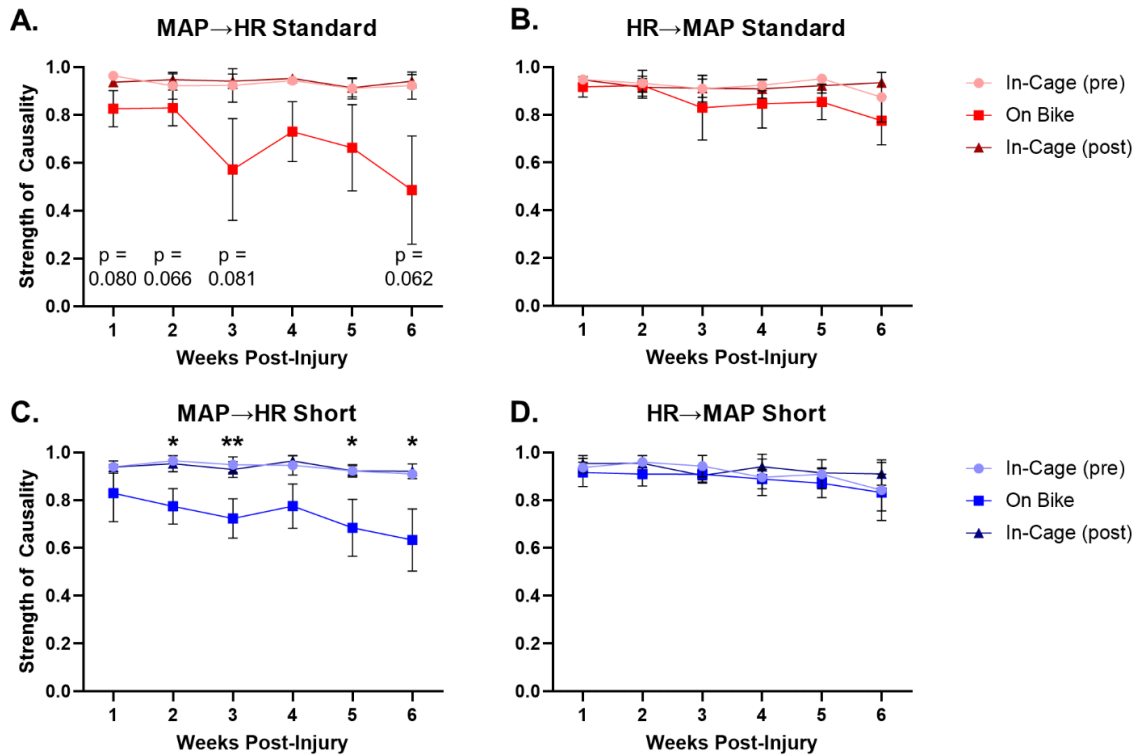 A.
MAP→HR Standard
Strength of Causality
1.0
0.8
0.6
0.4
0.2
0.0
p =
0.080
p =
0.066
p =
0.081
p =
0.062
1 2 3 4 5 6
Weeks Post-Injury
B.
HR→MAP Standard
1.0
0.8
0.6
0.4
0.2
0.0
1 2 3 4 5 6
Weeks Post-Injury
In-Cage (pre)
On Bike
In-Cage (post)
C.
MAP→HR Short
Strength of Causality
1.0
0.8
0.6
0.4
0.2
0.0
* ** * *
1 2 3 4 5 6
Weeks Post-Injury
D.
HR→MAP Short
1.0
0.8
0.6
0.4
0.2
0.0
1 2 3 4 5 6
Weeks Post-Injury
In-Cage (pre)
On Bike
In-Cage (post)